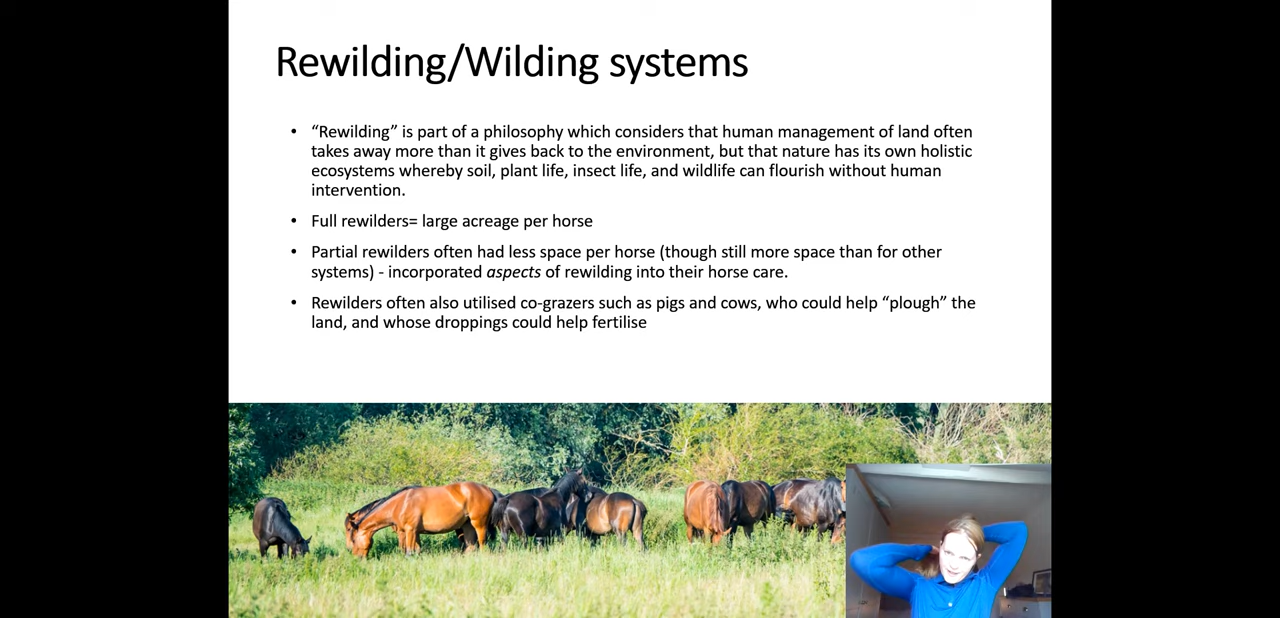 Rewilding/Wilding systems
• “Rewilding” is part of a philosophy which considers that human management of land often
takes away more than it gives back to the environment, but that nature has its own holistic
ecosystems whereby soil, plant life, insect life, and wildlife can flourish without human
intervention.
• Full rewilders= large acreage per horse
• Partial rewilders often had less space per horse (though still more space than for other
systems) - incorporated aspects of rewilding into their horse care.
• Rewilders often also utilised co-grazers such as pigs and cows, who could help “plough” the
land, and whose droppings could help fertilise